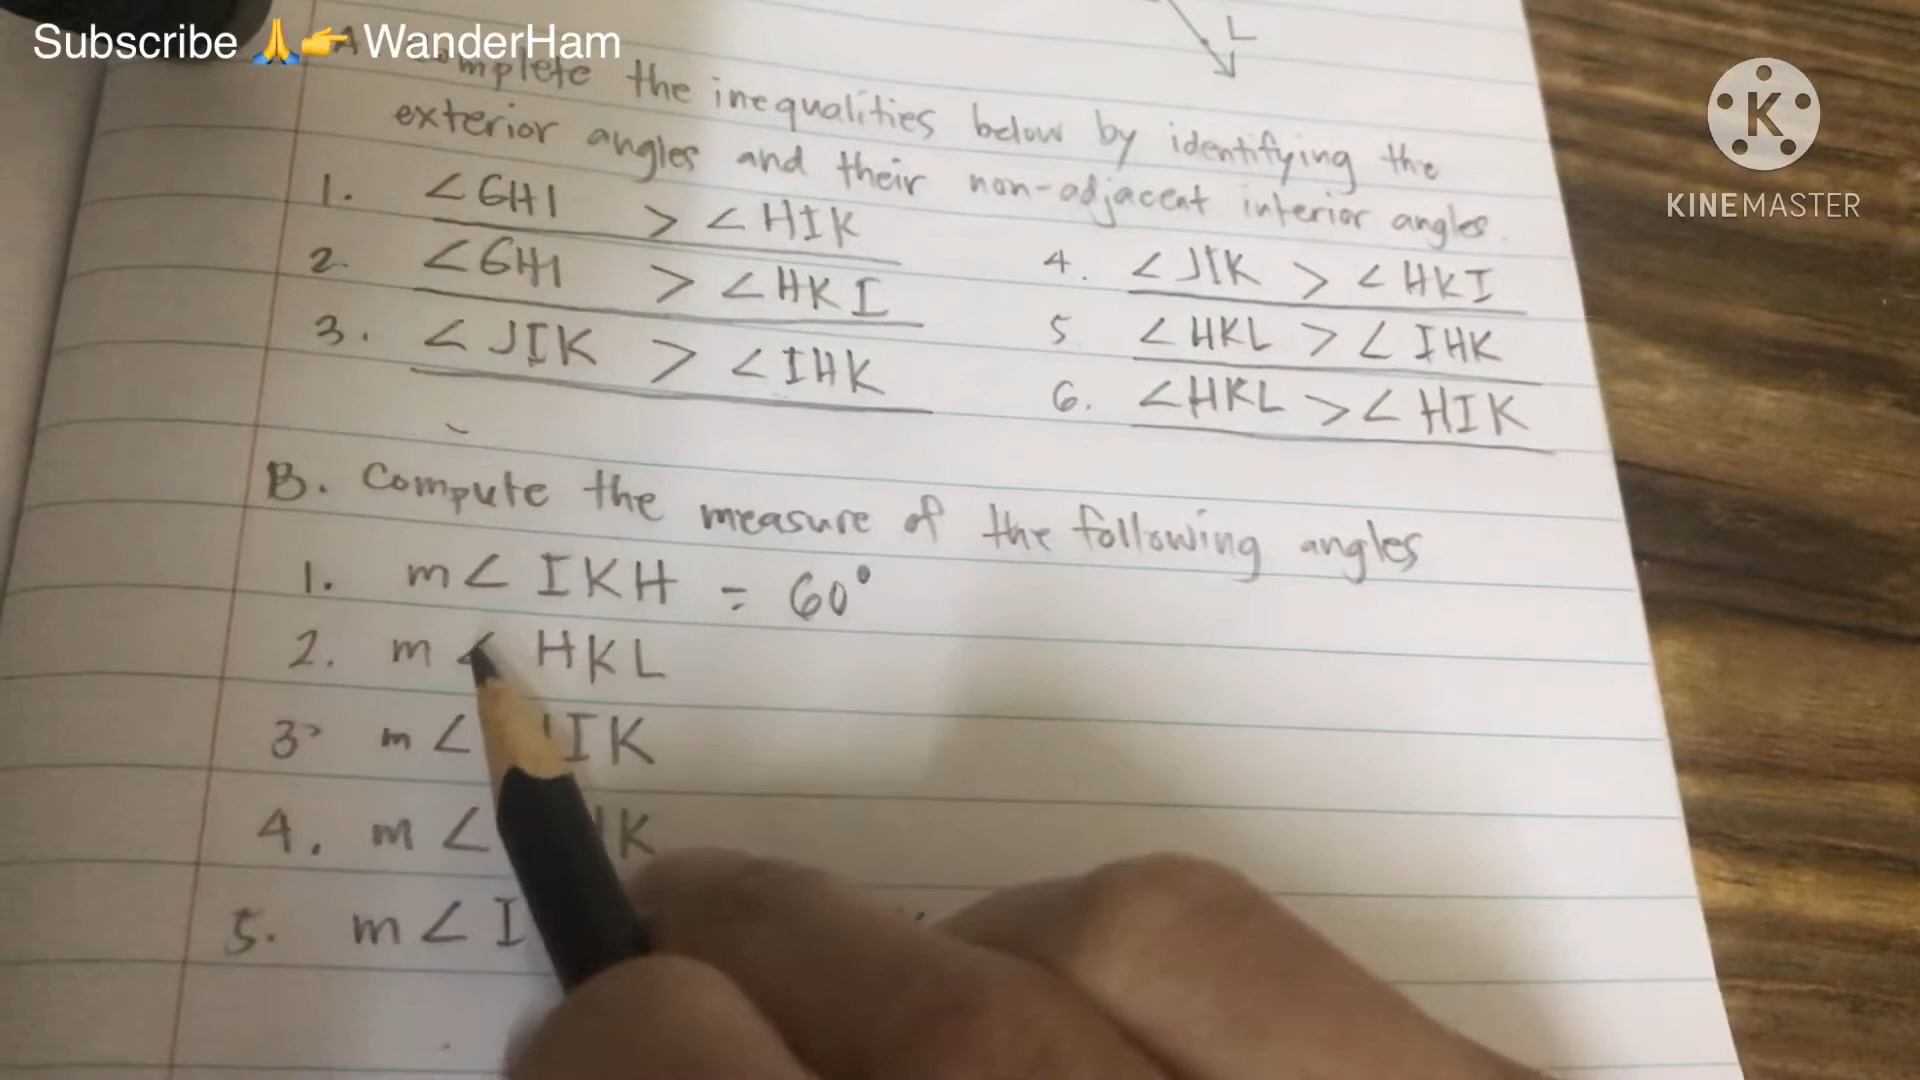 Subscribe 🙏👉 WanderHam
L
A complete the inequalities below by identifying the
exterior angles and their non-adjacent interior angles.
1. <GHI > <HIK
2. <GHI > <HKI
3. <JIK > <IHK
4. <JIK > <HKI
5 <HKL > <IHK
6. <HKL > <HIK
B. Compute the measure of the following angles
1. m< IKH = 60°
2. m< HKL
3. m< IK
4. m< K
5. m< I
K
KINEMASTER